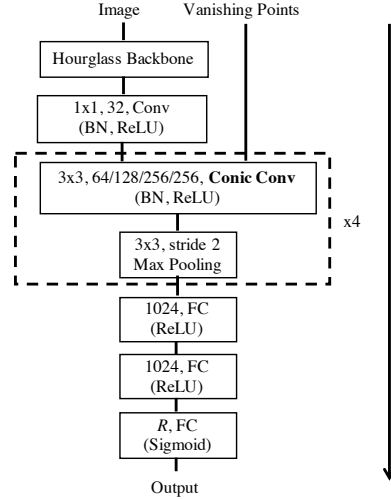 Image
Vanishing Points
Hourglass Backbone
1x1, 32, Conv
(BN, ReLU)
3x3, 64/128/256/256, Conic Conv
(BN, ReLU)
x4
3x3, stride 2
Max Pooling
1024, FC
(ReLU)
1024, FC
(ReLU)
R, FC
(Sigmoid)
Output